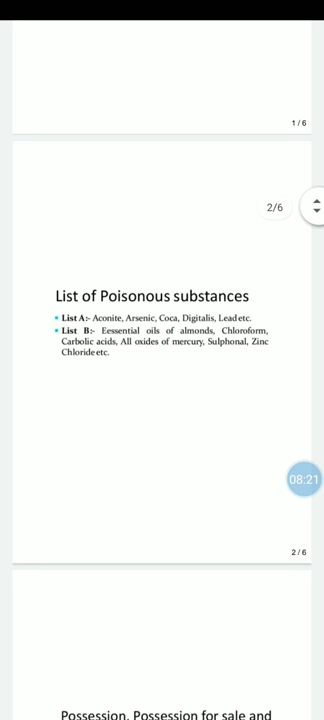 1 / 6
2/6
List of Poisonous substances
• List A:- Aconite, Arsenic, Coca, Digitalis, Lead etc.
• List B:- Eessential oils of almonds, Chloroform,
Carbolic acids, All oxides of mercury, Sulphonal, Zinc
Chloride etc.
08:21
2 / 6
Possession, Possession for sale and